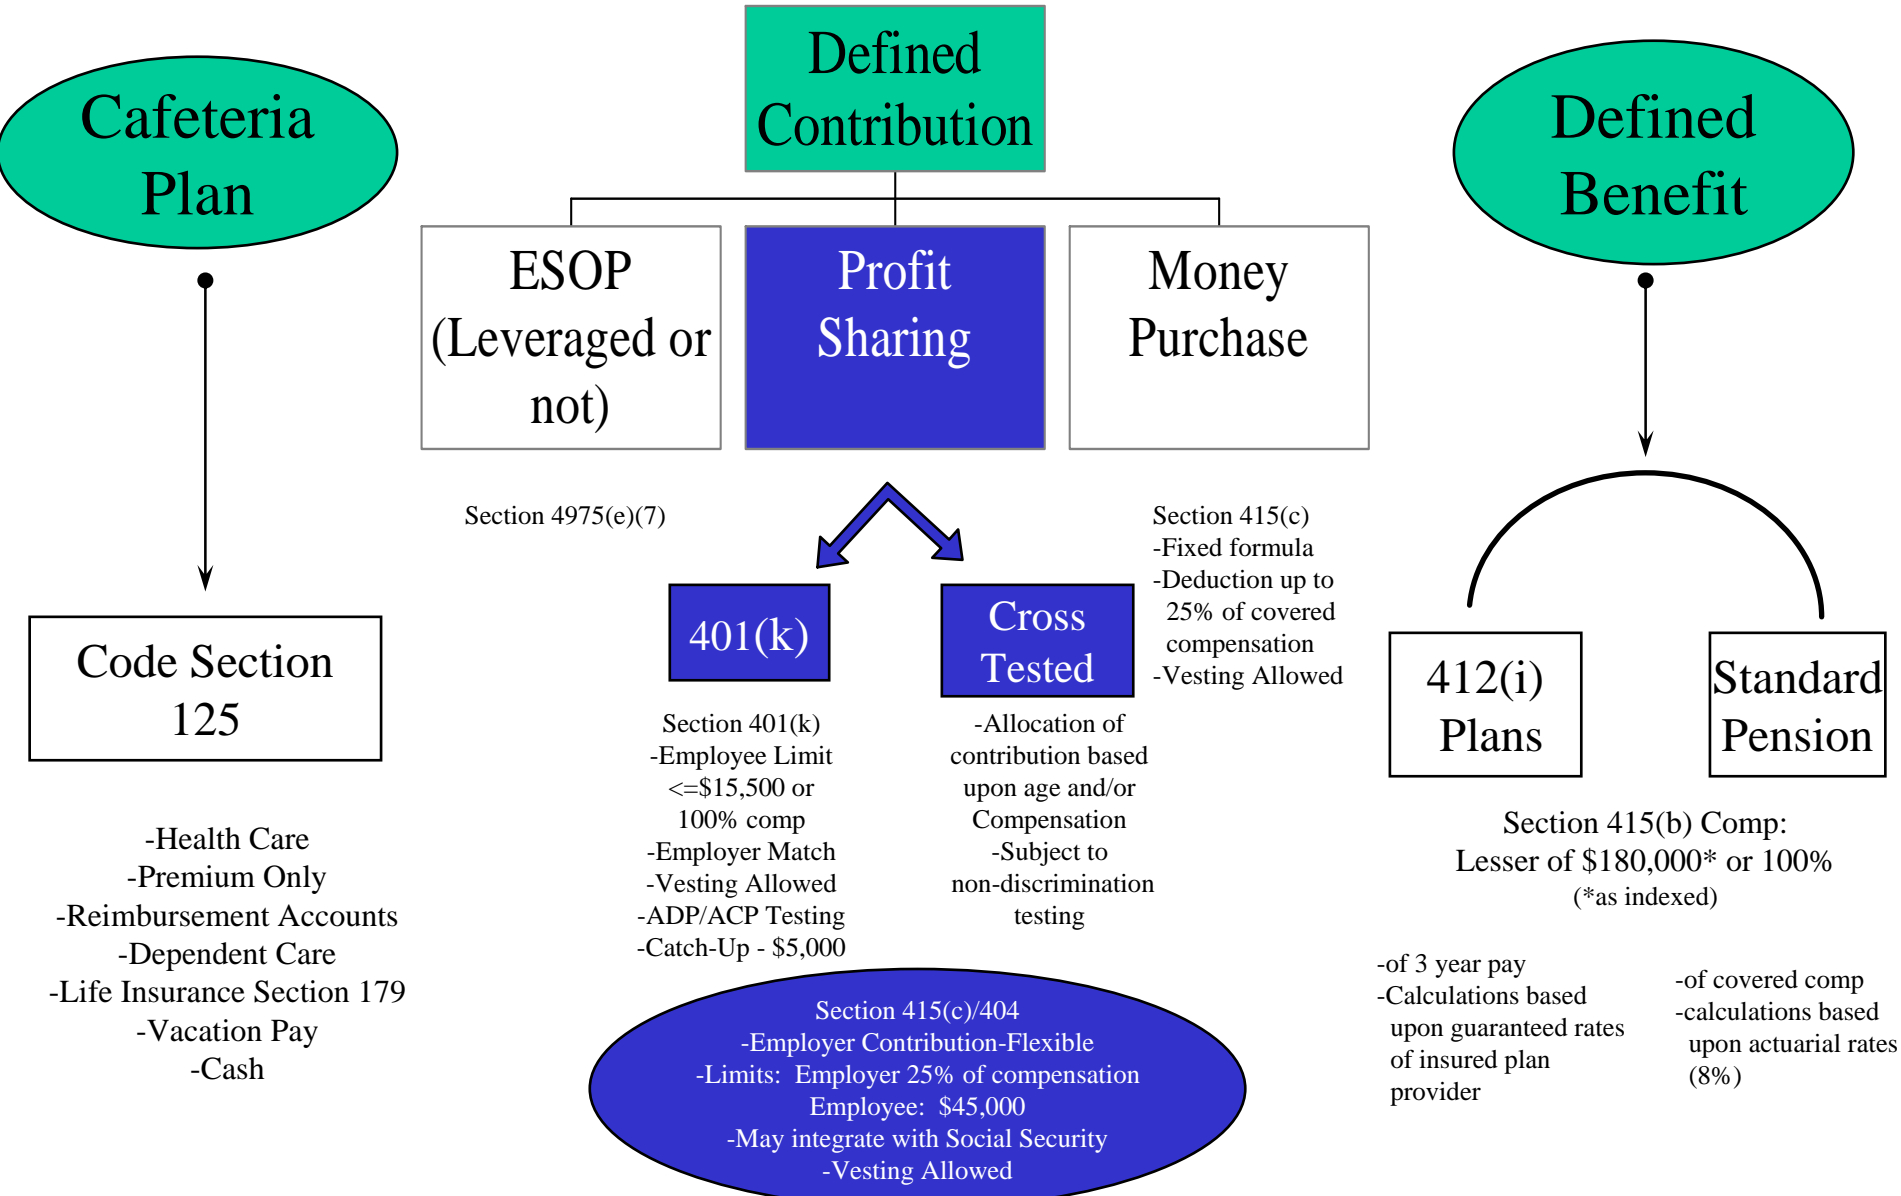 Cafeteria
Plan
Code Section
125
-Health Care
-Premium Only
-Reimbursement Accounts
-Dependent Care
-Life Insurance Section 179
-Vacation Pay
-Cash
Defined
Contribution
ESOP
(Leveraged or
not)
Section 4975(e)(7)
Profit
Sharing
401(k)
Section 401(k)
-Employee Limit
<=$15,500 or
100% comp
-Employer Match
-Vesting Allowed
-ADP/ACP Testing
-Catch-Up - $5,000
Cross
Tested
-Allocation of
contribution based
upon age and/or
Compensation
-Subject to
non-discrimination
testing
Section 415(c)/404
-Employer Contribution-Flexible
-Limits: Employer 25% of compensation
Employee: $45,000
-May integrate with Social Security
-Vesting Allowed
Money
Purchase
Section 415(c)
-Fixed formula
-Deduction up to
25% of covered
compensation
-Vesting Allowed
Defined
Benefit
412(i)
Plans
Standard
Pension
Section 415(b) Comp:
Lesser of $180,000* or 100%
(*as indexed)
-of 3 year pay
-Calculations based
upon guaranteed rates
of insured plan
provider
-of covered comp
-calculations based
upon actuarial rates
(8%)